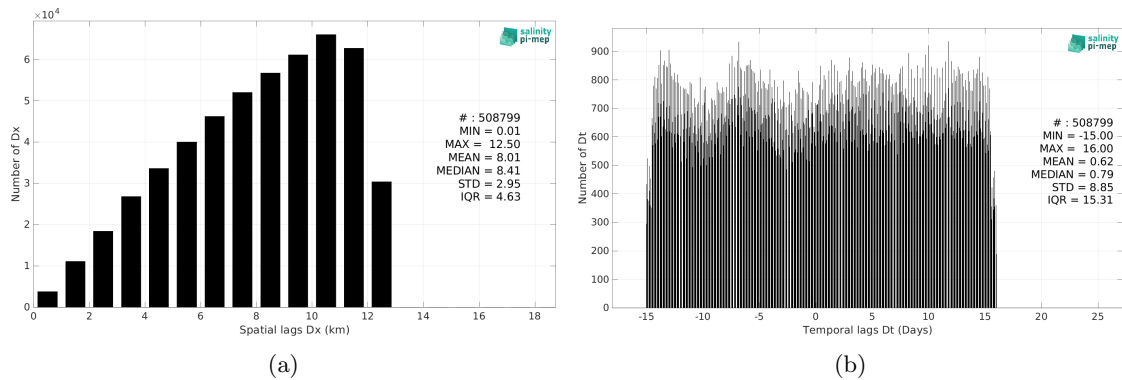 ×10⁴
6
5
4
3
2
1
0
Number of Dx
0 2 4 6 8 10 12 14 16 18
Spatial lags Dx (km)
salinity
pi-mep
# : 508799
MIN = 0.01
MAX = 12.50
MEAN = 8.01
MEDIAN = 8.41
STD = 2.95
IQR = 4.63
(a)
900
800
700
600
500
400
300
200
100
0
Number of Dt
-15 -10 -5 0 5 10 15 20 25
Temporal lags Dt (Days)
salinity
pi-mep
# : 508799
MIN = -15.00
MAX = 16.00
MEAN = 0.62
MEDIAN = 0.79
STD = 8.85
IQR = 15.31
(b)